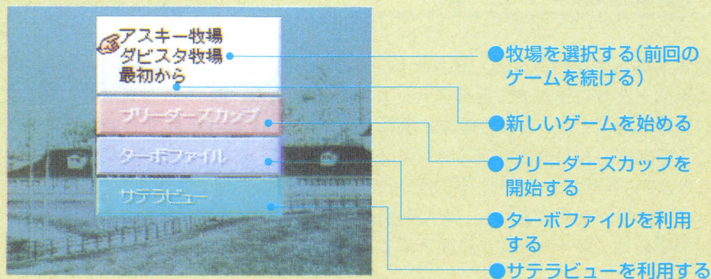 アスキー牧場
ダビスタ牧場
最初から
ブリーダーズカップ
ターボファイル
サテラビュー
●牧場を選択する(前回の
ゲームを続ける)
●新しいゲームを始める
●ブリーダーズカップを
開始する
●ターボファイルを利用
する
●サテラビューを利用する